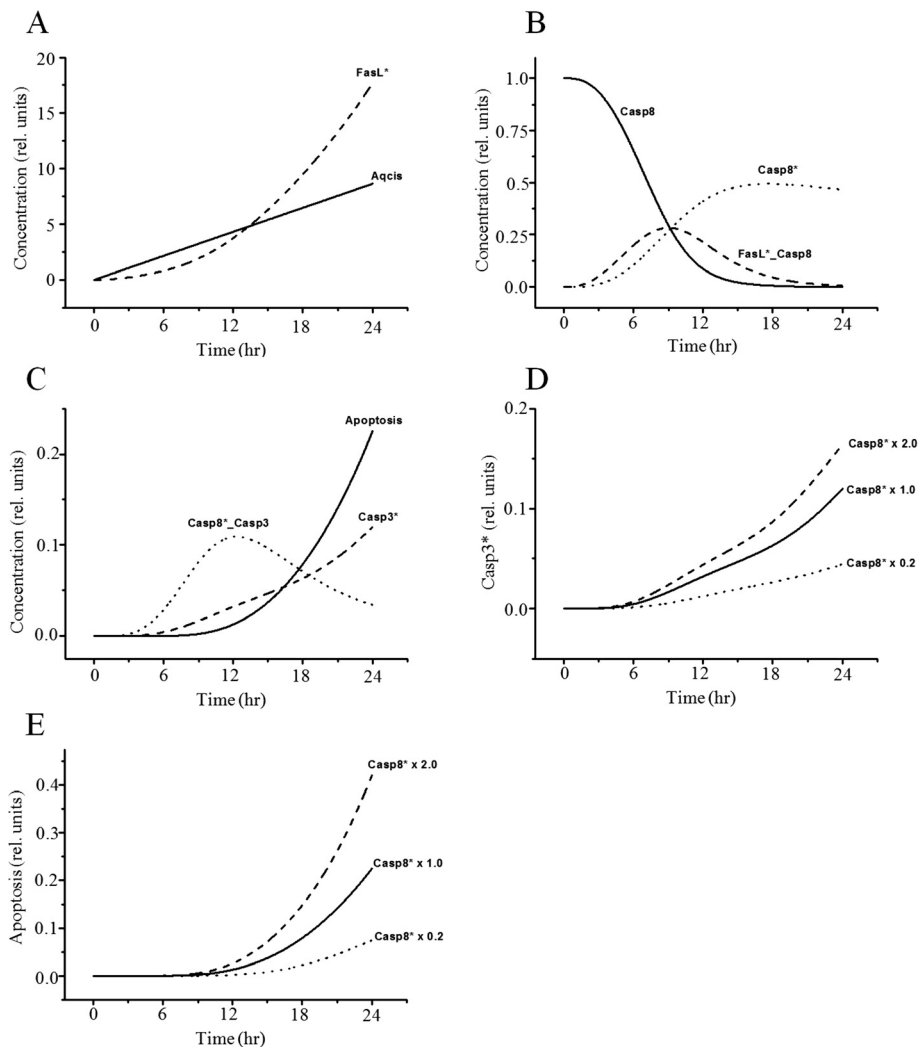 A
Concentration (rel. units)
20
15
10
5
0
FasL*
Aqcis
0 6 12 18 24
Time (hr)
B
Concentration (rel. units)
1.0
0.75
0.5
0.25
0.0
Casp8
Casp8*
FasL*_Casp8
0 6 12 18 24
Time (hr)
C
Concentration (rel. units)
0.2
0.1
0.0
Apoptosis
Casp8*_Casp3
Casp3*
0 6 12 18 24
Time (hr)
D
Casp3* (rel. units)
0.2
0.1
0.0
Casp8* x 2.0
Casp8* x 1.0
Casp8* x 0.2
0 6 12 18 24
Time (hr)
E
Apoptosis (rel. units)
0.4
0.3
0.2
0.1
0.0
Casp8* x 2.0
Casp8* x 1.0
Casp8* x 0.2
0 6 12 18 24
Time (hr)